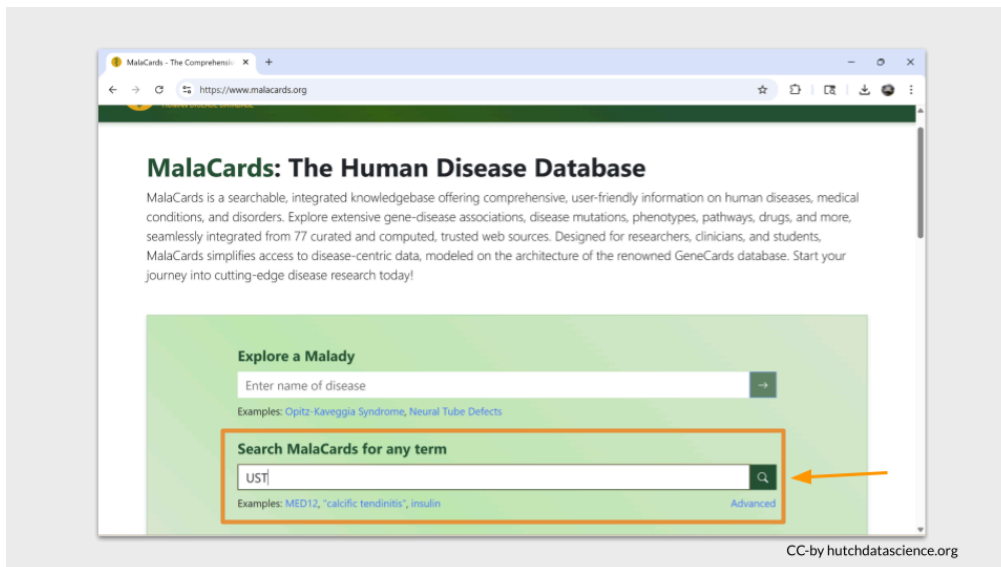 MalaCards - The Comprehensiv
https://www.malacards.org
HUMAN DISEASE DATABASE
MalaCards: The Human Disease Database
MalaCards is a searchable, integrated knowledgebase offering comprehensive, user-friendly information on human diseases, medical
conditions, and disorders. Explore extensive gene-disease associations, disease mutations, phenotypes, pathways, drugs, and more,
seamlessly integrated from 77 curated and computed, trusted web sources. Designed for researchers, clinicians, and students,
MalaCards simplifies access to disease-centric data, modeled on the architecture of the renowned GeneCards database. Start your
journey into cutting-edge disease research today!
Explore a Malady
Enter name of disease
Examples: Opitz-Kaveggia Syndrome, Neural Tube Defects
Search MalaCards for any term
UST
Examples: MED12, "calcific tendinitis", insulin Advanced
CC-by hutchdatascience.org